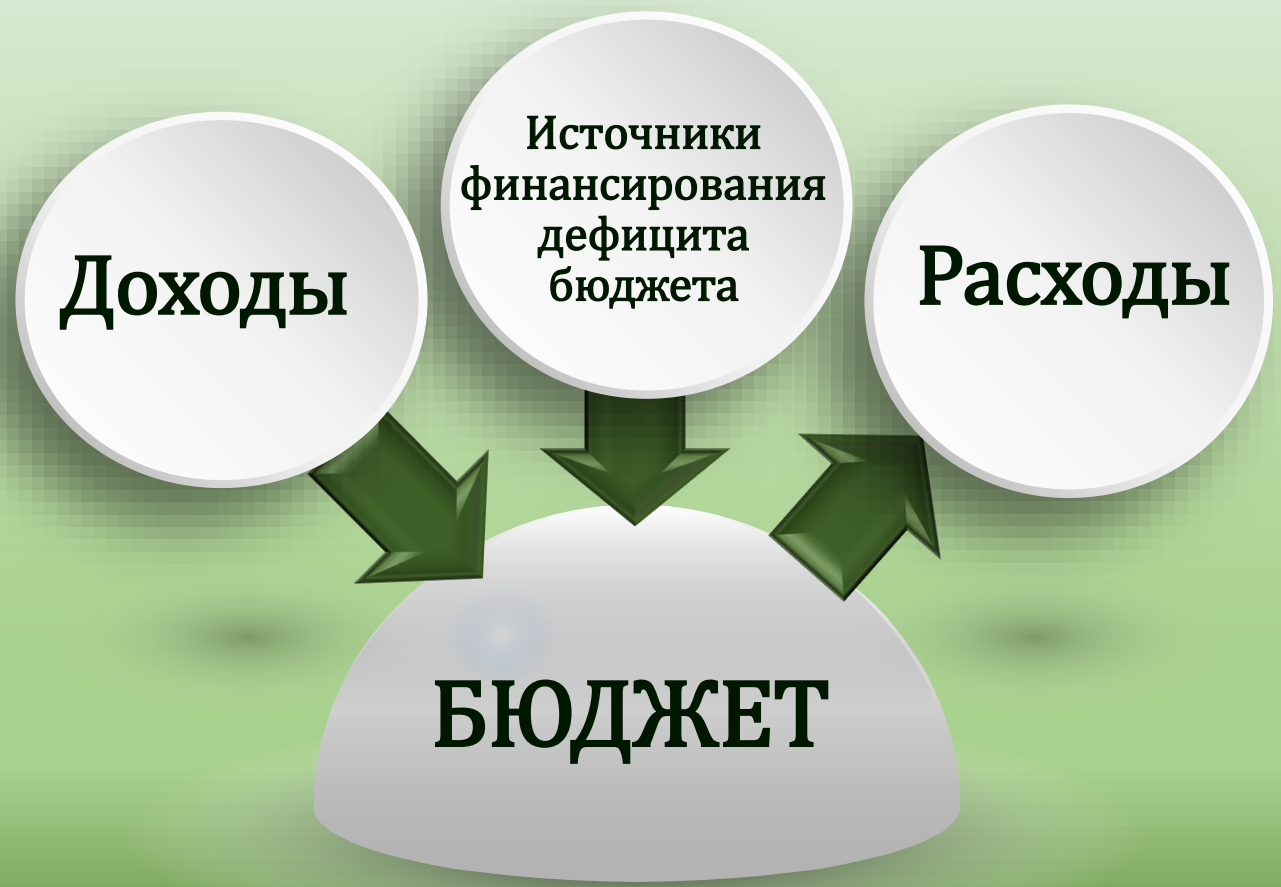 Доходы
Источники
финансирования
дефицита
бюджета
Расходы
БЮДЖЕТ